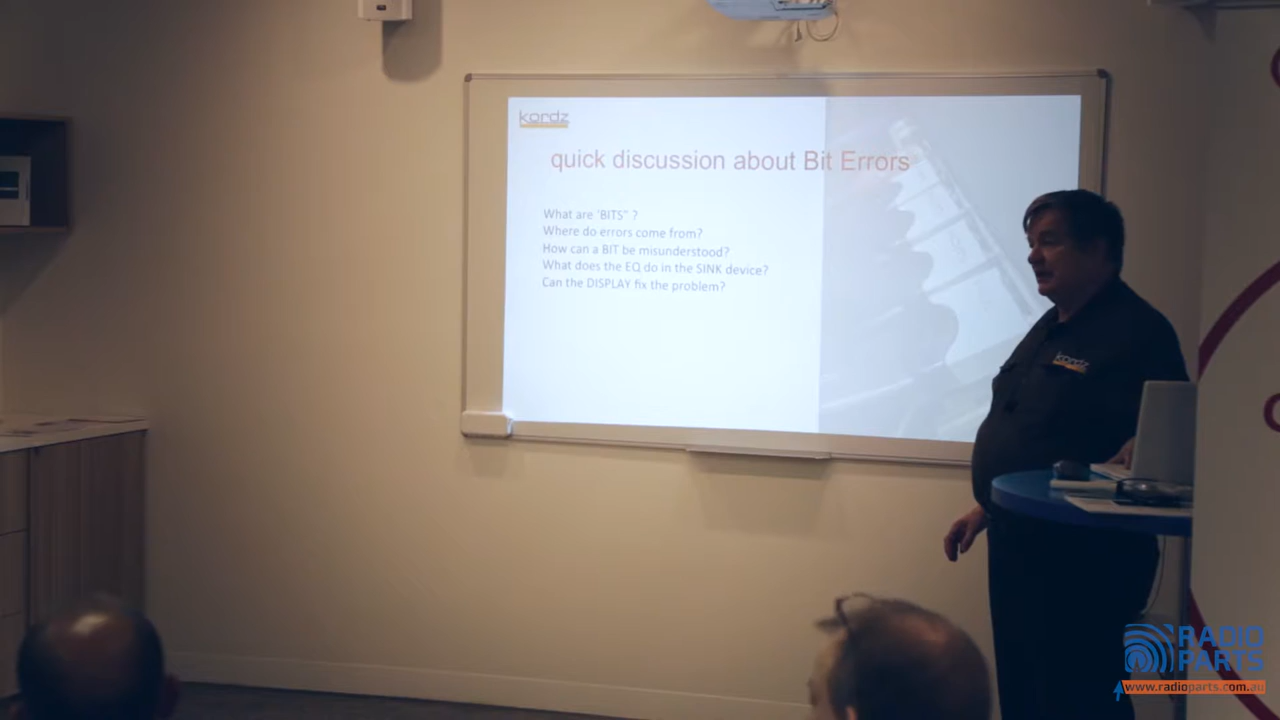 kordz
quick discussion about Bit Errors
What are 'BITS" ?
Where do errors come from?
How can a BIT be misunderstood?
What does the EQ do in the SINK device?
Can the DISPLAY fix the problem?
kordz
RADIO
PARTS
www.radioparts.com.au